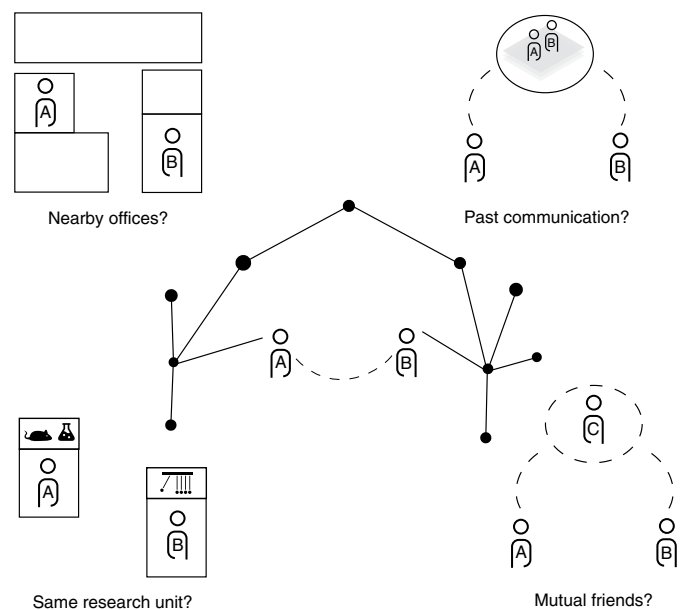 B
A
A
B
A
B
Nearby offices?
Past communication?
A
B
C
A
B
A
B
Same research unit?
Mutual friends?